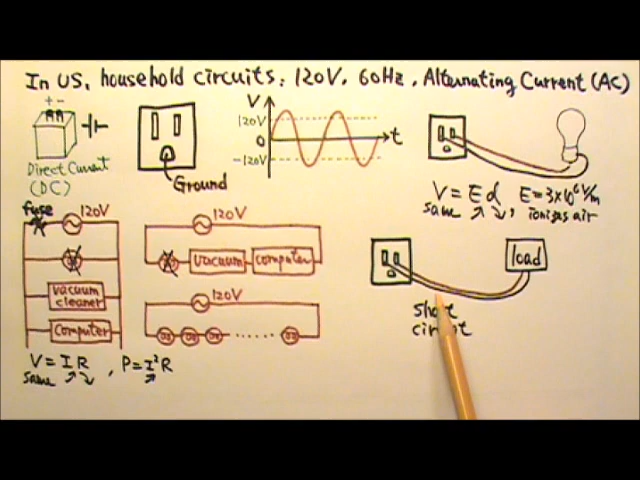 In US, household circuits: 120V, 60Hz, Alternating Current (AC)
+ -
Direct Current
(DC)
Ground
V
120V
0
-120V
t
V = E d
same
E = 3×10⁶ V/m
ionizes air
fuse
120V
vacuum
cleaner
computer
V = I R
same
, P = I²R
120V
vacuum
computer
120V
load
short
circuit